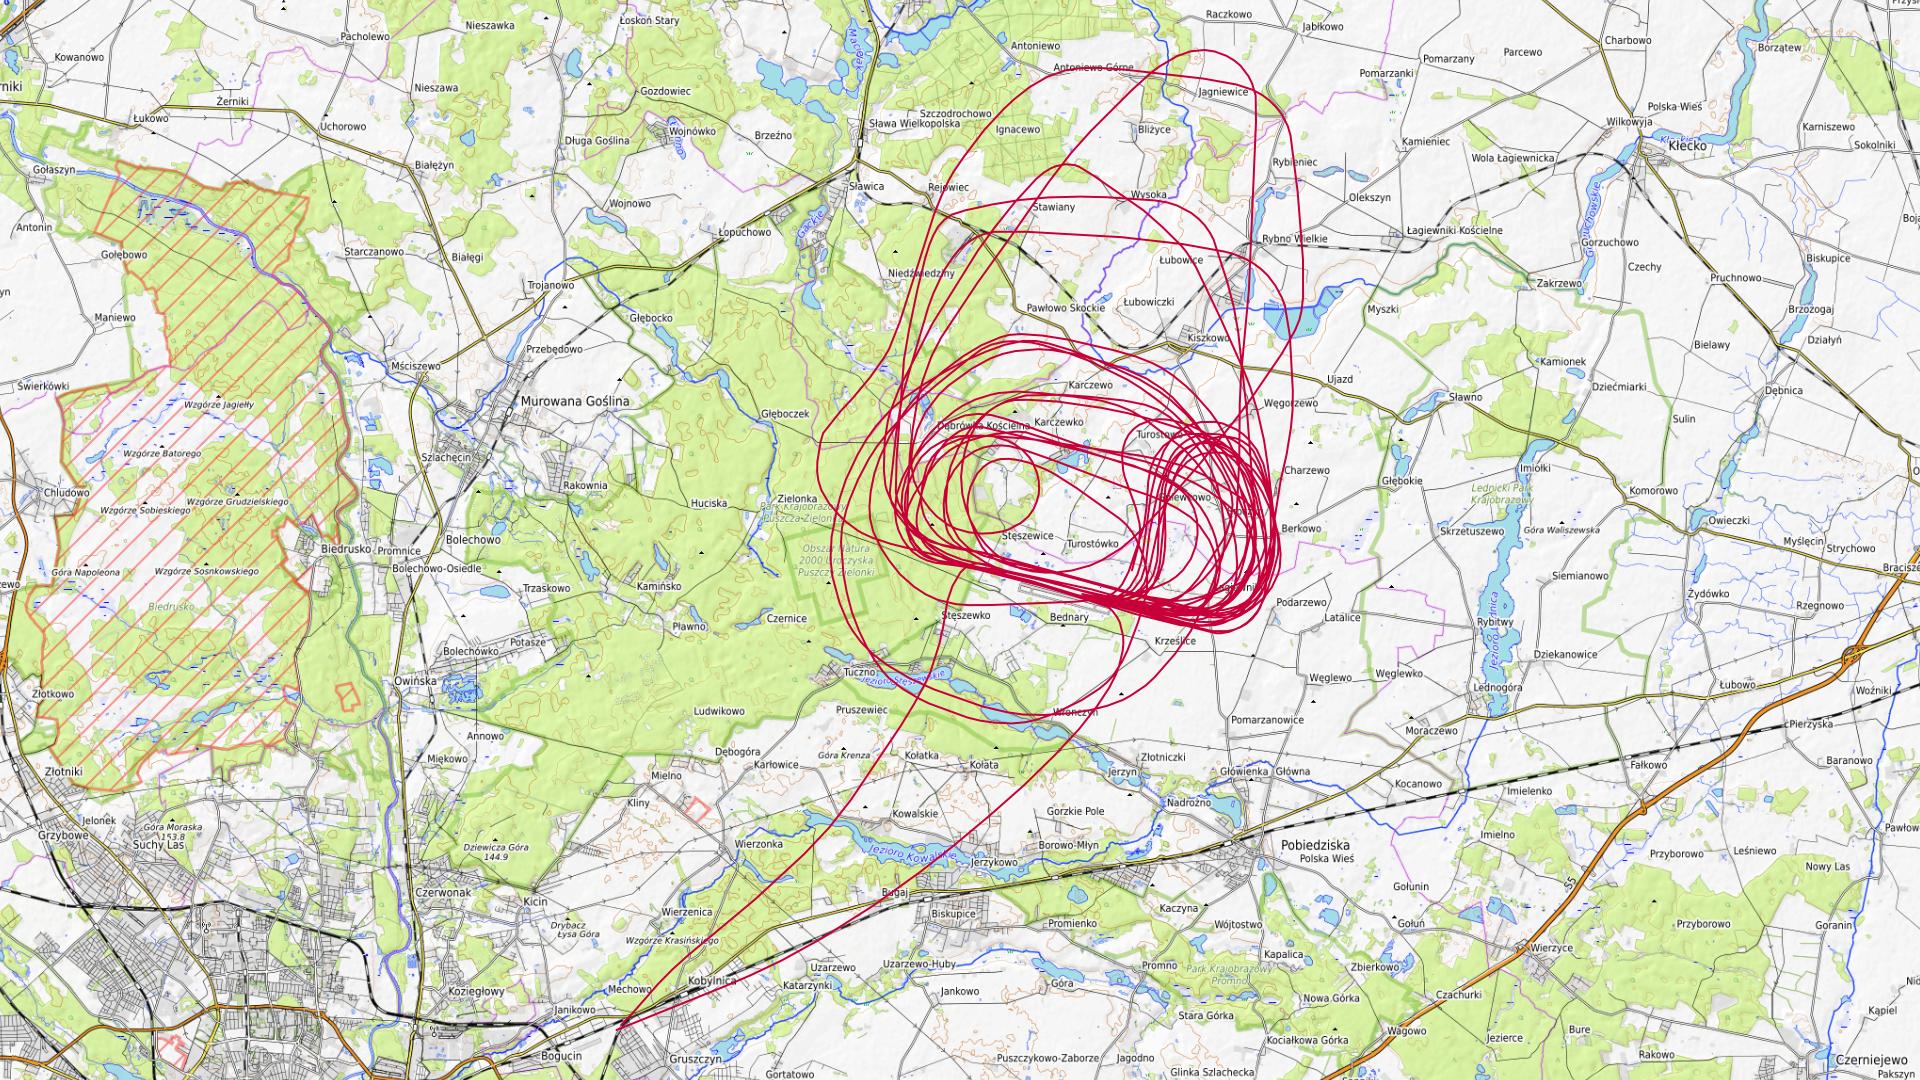 Raczkowo
Łoskoń Stary
Nieszawka
Jabłkowo
Pacholewo
Charbowo
Antoniewo
Borzątew
Kowanowo
Parcewo
Pomarzany
Antoniewo Górne
Pomarzanki
Nieszawa
Gozdowiec
Jagniewice
Żerniki
Polska Wieś
Łukowo
Szczodrochowo
Sława Wielkopolska
Wilkowyja
Uchorowo
Wojnówko
Brzeźno
Ignacewo
Bliżyce
Karniszewo
Długa Goślina
Kamieniec
Kłecko
Sokolniki
Wola Łagiewnicka
Białężyn
Rybieniec
Gołaszyn
Sławica
Rejowiec
Wysoka
Olekszyn
Wojnowo
Stawiany
Antonin
Łopuchowo
Łagiewniki Kościelne
Rybno Wielkie
Gorzuchowo
Starczanowo
Gołębowo
Białęgi
Łubowice
Biskupice
Czechy
Niedźwiedziny
Pruchnowo
Trojanowo
Zakrzewo
Łubowiczki
Pawłowo Skockie
Myszki
Brzozogaj
Maniewo
Głębocko
Kiszkowo
Działyń
Bielawy
Przebędowo
Kamionek
Mściszewo
Ujazd
Świerkówki
Karczewo
Dziećmiarki
Dębnica
Murowana Goślina
Sławno
Węgorzewo
Wzgórze Jagiełły
Głęboczek
Sulin
Dąbrówka Kościelna
Karczewko
Turostowo
Wzgórze Batorego
Szlachęcin
Imiołki
Charzewo
Głębokie
Rakownia
Chludowo
Lednicki Park
Krajobrazowy
Komorowo
Zielonka
Wzgórze Grudzielskiego
Huciska
Wzgórze Sobieskiego
Owieczki
Berkowo
Skrzetuszewo
Góra Waliszewska
Stęszewice
Bolechowo
Turostówko
Myślęcin
Strychowo
Biedrusko
Promnice
Obszar Natura
2000 Uroczyska
Puszczy Zielonki
Bolechowo-Osiedle
Góra Napoleona
Wzgórze Sosnkowskiego
Siemianowo
Trzaskowo
Kamińsko
Żydówko
Podarzewo
Rzegnowo
Biedrusko
Stęszewko
Bednary
Latalice
Czernice
Pławno
Rybitwy
Krześlice
Potasze
Bolechówko
Dziekanowice
Tuczno
Węglewo
Węglewko
Owińska
Łubowo
Lednogóra
Woźniki
Złotkowo
Ludwikowo
Pruszewiec
Wronczyn
Pomarzanowice
Pierzyska
Moraczewo
Annowo
Dębogóra
Góra Krenza
Kołatka
Złotniczki
Miękowo
Karłowice
Kołata
Baranowo
Fałkowo
Złotniki
Mielno
Jerzyn
Główienka
Główna
Kocanowo
Imielenko
Kliny
Nadrożno
Jelonek
Kowalskie
Gorzkie Pole
Góra Moraska
153.8
Grzybowe
Suchy Las
Wierzonka
Borowo-Młyn
Pobiedziska
Imielno
Dziewicza Góra
144.9
Jezioro Kowalskie
Jerzykowo
Polska Wieś
Przyborowo
Leśniewo
Nowy Las
Czerwonak
Bugaj
Gołunin
Kicin
Kaczyna
Wierzenica
Biskupice
S5
Drybacz
Łysa Góra
Promienko
Wójtostwo
Gołuń
Przyborowo
Goranin
Wzgórze Krasińskiego
Wierzyce
Kapalica
Uzarzewo
Uzarzewo-Huby
Promno
Park Krajobrazowy
Promno
Zbierkowo
Kobylnica
Katarzynki
Góra
Koziegłowy
Mechowo
Jankowo
Nowa Górka
Czachurki
Janikowo
Stara Górka
Kąpiel
Wagowo
Bure
Kociałkowa Górka
Jezierce
Bogucin
Gruszczyn
Puszczykowo-Zaborze
Jagodno
Rakowo
Czerniejewo
Gortatowo
Glinka Szlachecka
Pakszyn